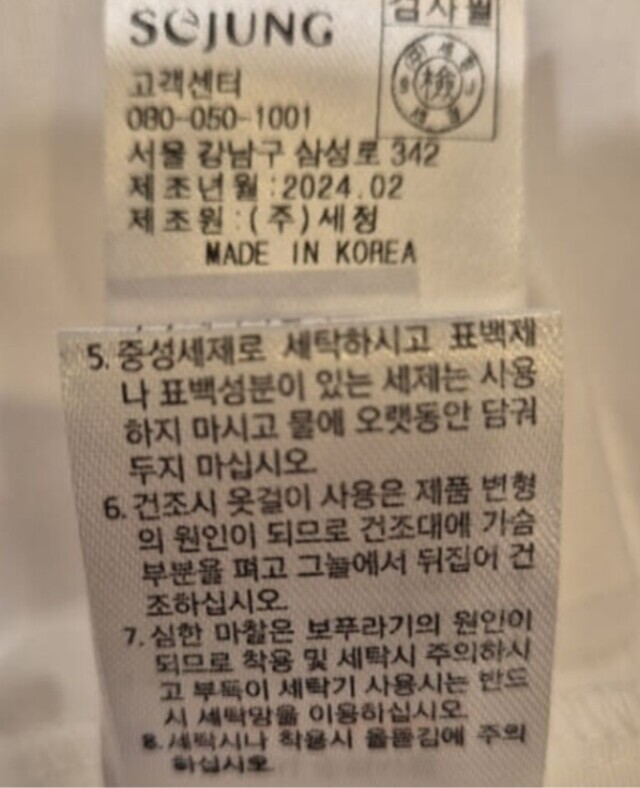 SEJUNG
검사필
檢
고객센터
080-050-1001
서울 강남구 삼성로 342
제조년월:2024.02
제조원:(주)세정
MADE IN KOREA
5. 중성세제로 세탁하시고 표백제
나 표백성분이 있는 세제는 사용
하지 마시고 물에 오랫동안 담궈
두지 마십시오.
6. 건조시 옷걸이 사용은 제품 변형
의 원인이 되므로 건조대에 가슴
부분을 펴고 그늘에서 뒤집어 건
조하십시오.
7. 심한 마찰은 보푸라기의 원인이
되므로 착용 및 세탁시 주의하시
고 부득이 세탁기 사용시는 반드
시 세탁망을 이용하십시오.
8. 세탁시나 착용시 올뜯김에 주의
하십시오.